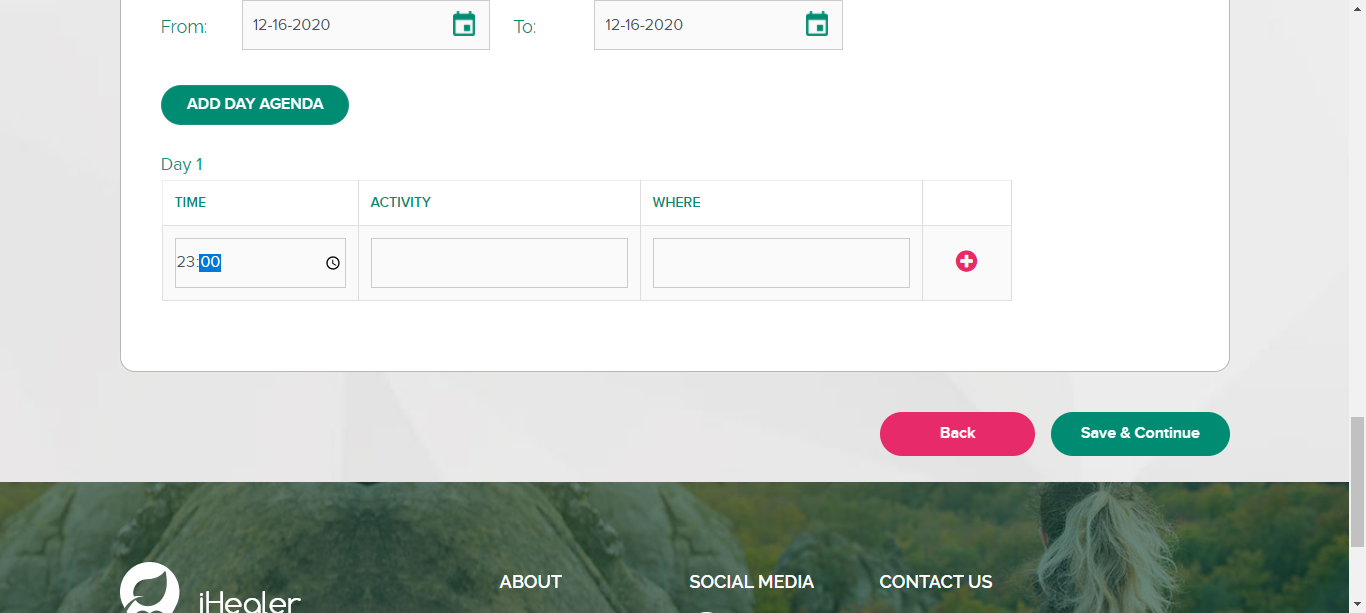 From: 12-16-2020 To: 12-16-2020
ADD DAY AGENDA
Day 1
TIME ACTIVITY WHERE
23:00
Back Save & Continue
iHealer ABOUT SOCIAL MEDIA CONTACT US